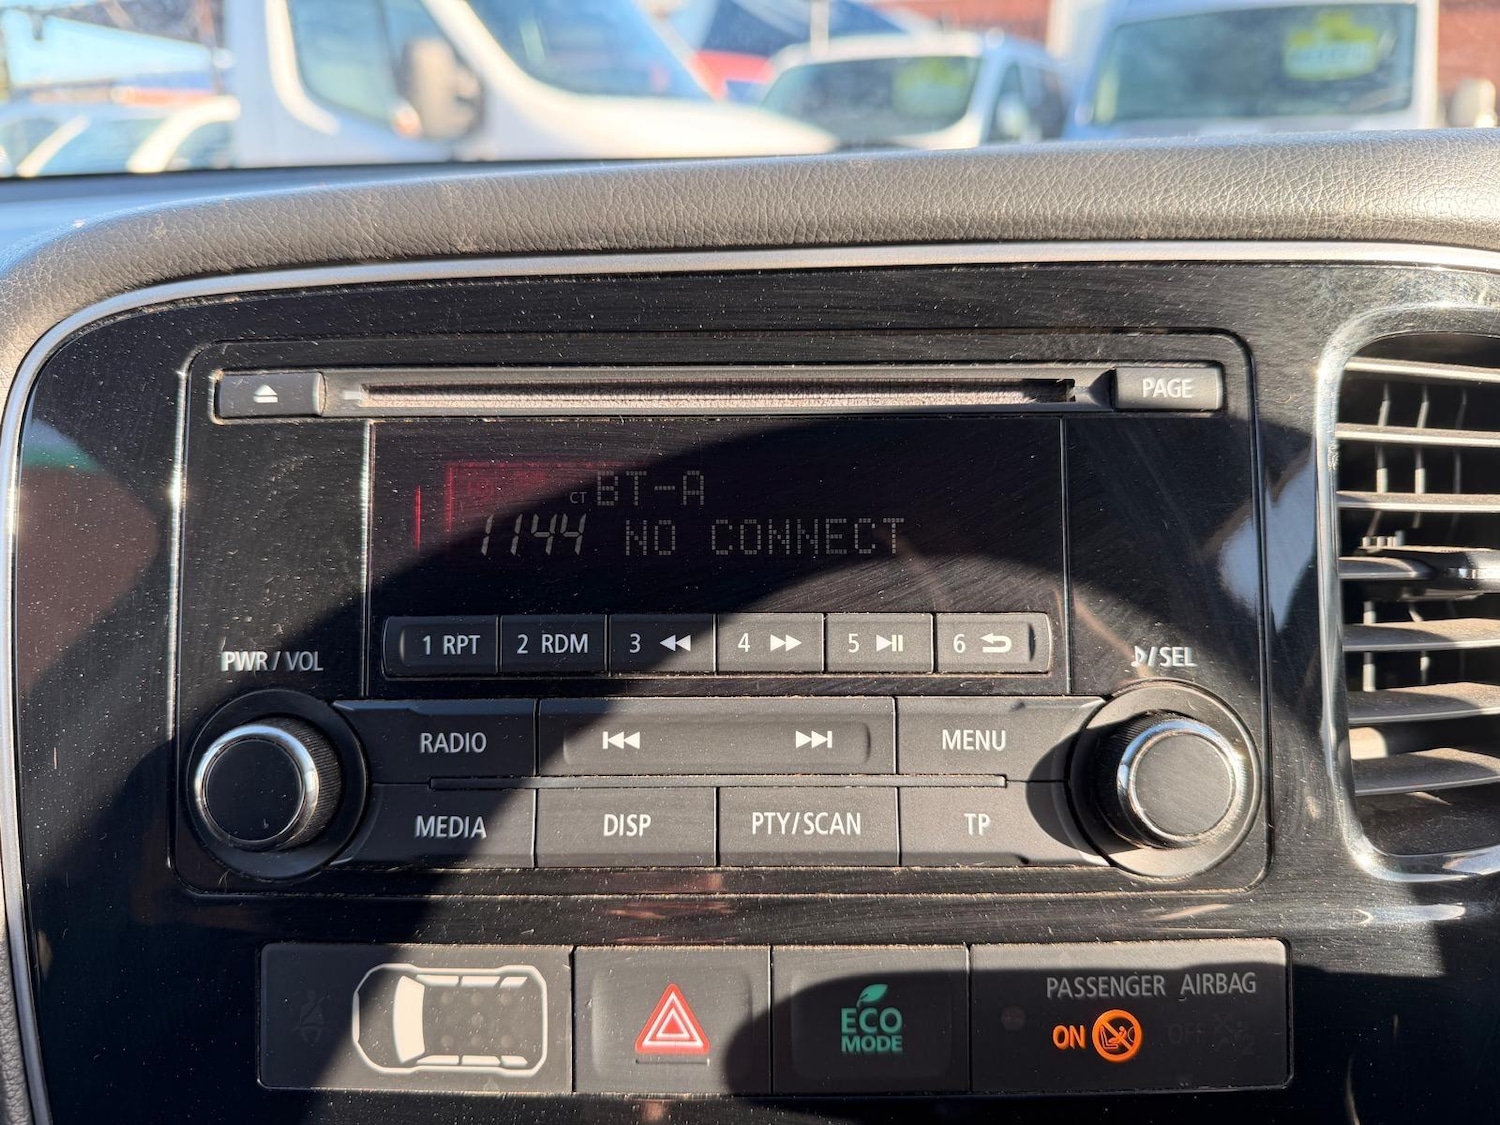 PAGE
CT BT-A
1144 NO CONNECT
1 RPT 2 RDM 3 4 5 6
PWR/VOL
/SEL
RADIO
MENU
MEDIA
DISP
PTY/SCAN
TP
ECO
MODE
PASSENGER AIRBAG
ON OFF